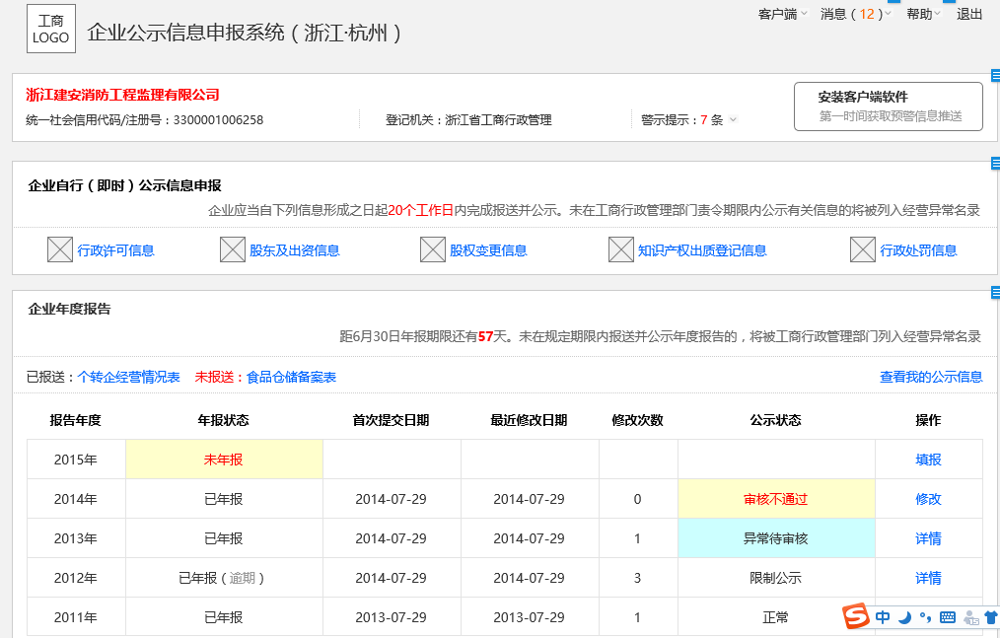 客户端 消息（12） 帮助 退出
工商
LOGO
企业公示信息申报系统（浙江·杭州）
浙江建安消防工程监理有限公司
统一社会信用代码/注册号：3300001006258 登记机关：浙江省工商行政管理 警示提示：7 条
安装客户端软件
第一时间获取预警信息推送
企业自行（即时）公示信息申报
企业应当自下列信息形成之日起20个工作日内完成报送并公示。未在工商行政管理部门责令期限内公示有关信息的将被列入经营异常名录
行政许可信息 股东及出资信息 股权变更信息 知识产权出质登记信息 行政处罚信息
企业年度报告
距6月30日年报期限还有57天。未在规定期限内报送并公示年度报告的，将被工商行政管理部门列入经营异常名录
已报送：个转企经营情况表 未报送：食品仓储备案表 查看我的公示信息
报告年度 年报状态 首次提交日期 最近修改日期 修改次数 公示状态 操作
2015年 未年报 填报
2014年 已年报 2014-07-29 2014-07-29 0 审核不通过 修改
2013年 已年报 2014-07-29 2014-07-29 1 异常待审核 详情
2012年 已年报（逾期） 2014-07-29 2014-07-29 3 限制公示 详情
2011年 已年报 2013-07-29 2013-07-29 1 正常
中